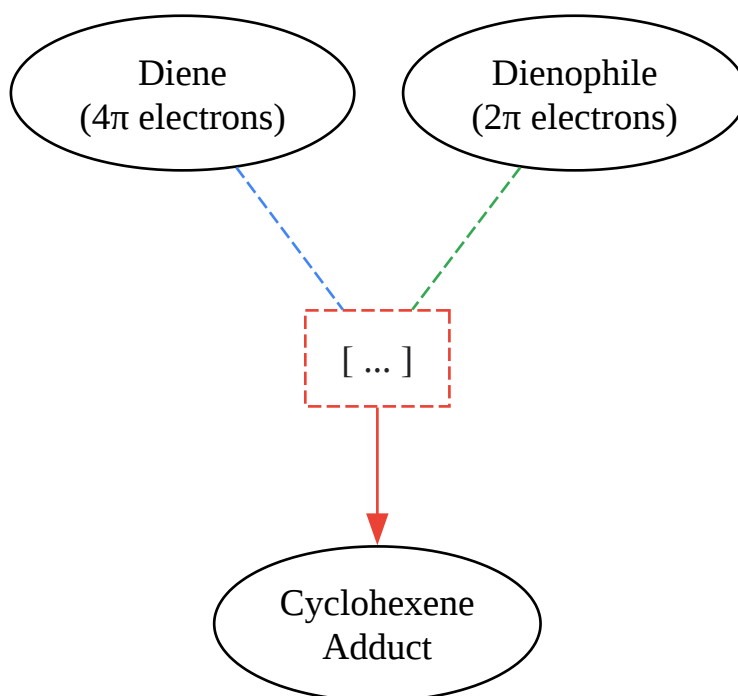 Diene
(4π electrons)
Dienophile
(2π electrons)
[ ... ]
Cyclohexene
Adduct